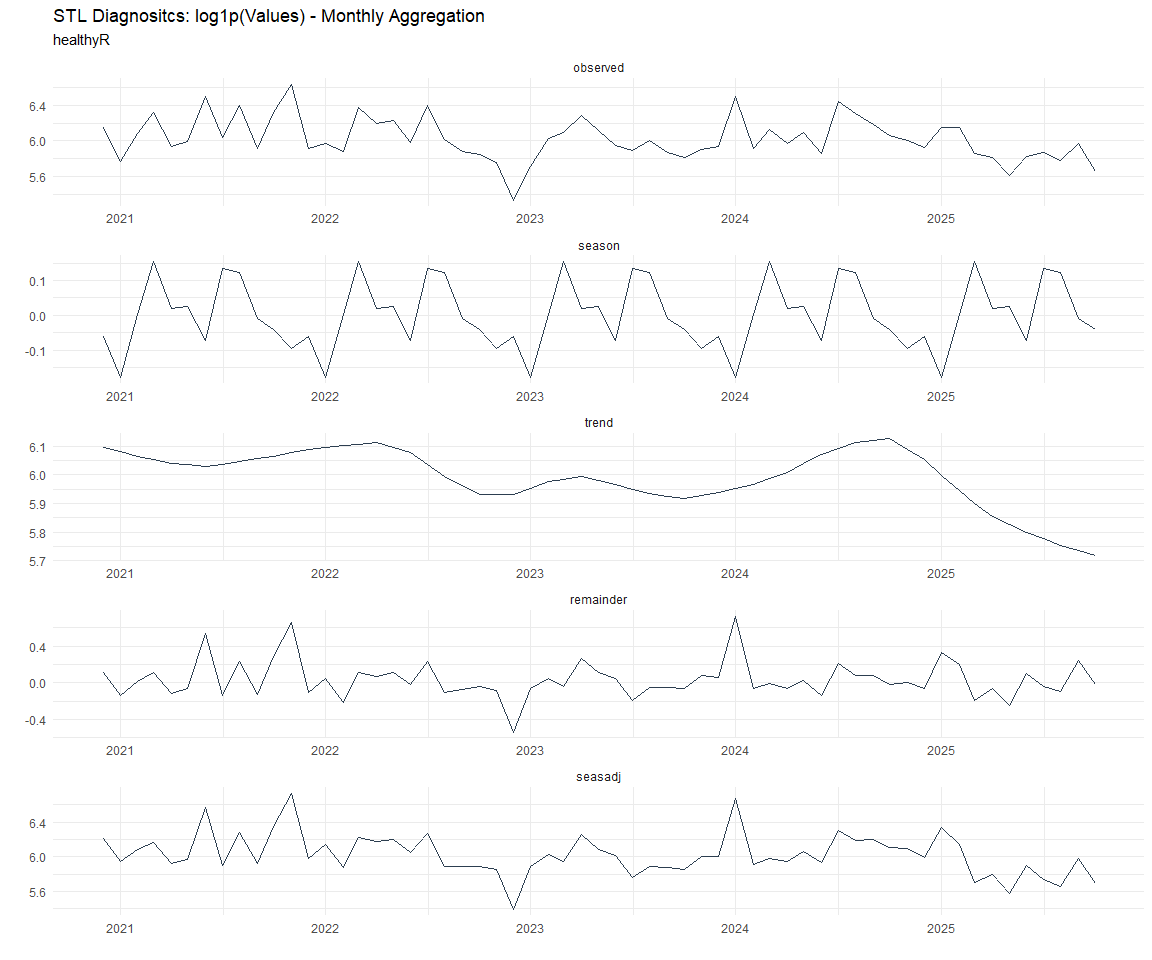 STL Diagnositcs: log1p(Values) - Monthly Aggregation
healthyR
observed
6.4
6.0
5.6
2021 2022 2023 2024 2025
season
0.1
0.0
-0.1
2021 2022 2023 2024 2025
trend
6.1
6.0
5.9
5.8
5.7
2021 2022 2023 2024 2025
remainder
0.4
0.0
-0.4
2021 2022 2023 2024 2025
seasadj
6.4
6.0
5.6
2021 2022 2023 2024 2025